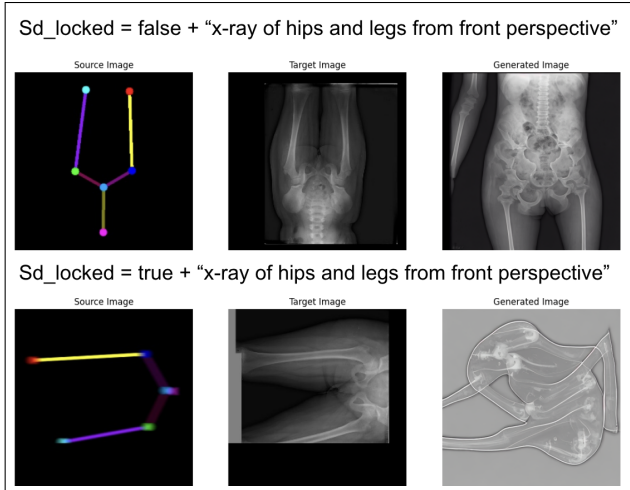 Sd_locked = false + “x-ray of hips and legs from front perspective”
Source Image
Target Image
Generated Image
Sd_locked = true + “x-ray of hips and legs from front perspective”
Source Image
Target Image
Generated Image